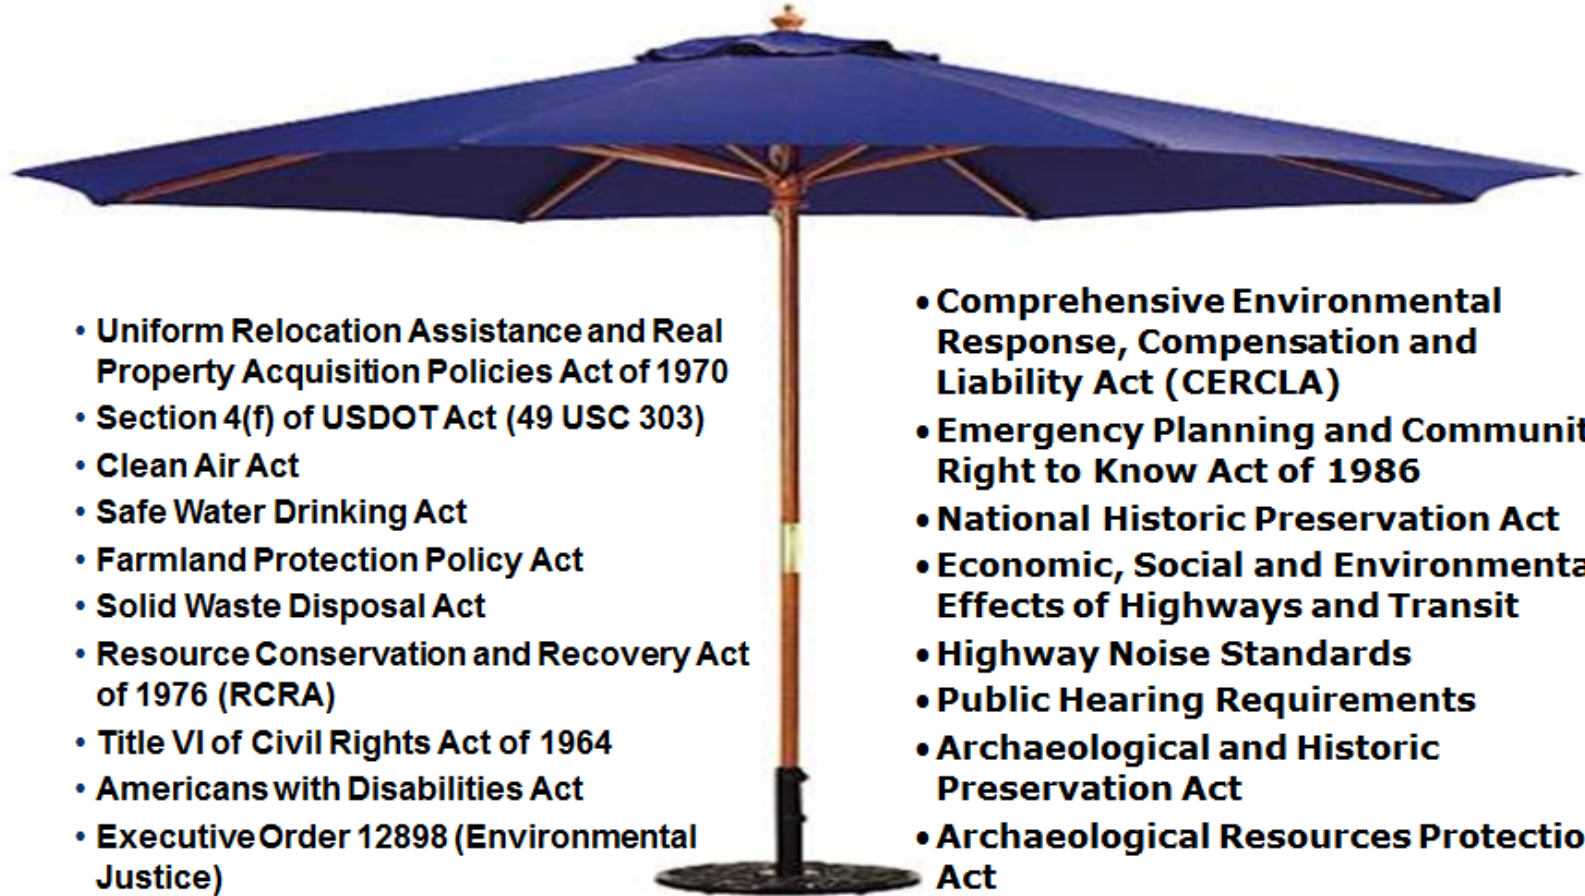 • Uniform Relocation Assistance and Real
Property Acquisition Policies Act of 1970
• Section 4(f) of USDOT Act (49 USC 303)
• Clean Air Act
• Safe Water Drinking Act
• Farmland Protection Policy Act
• Solid Waste Disposal Act
• Resource Conservation and Recovery Act
of 1976 (RCRA)
• Title VI of Civil Rights Act of 1964
• Americans with Disabilities Act
• Executive Order 12898 (Environmental
Justice)
• Comprehensive Environmental
Response, Compensation and
Liability Act (CERCLA)
• Emergency Planning and Communit
Right to Know Act of 1986
• National Historic Preservation Act
• Economic, Social and Environmenta
Effects of Highways and Transit
• Highway Noise Standards
• Public Hearing Requirements
• Archaeological and Historic
Preservation Act
• Archaeological Resources Protectio
Act